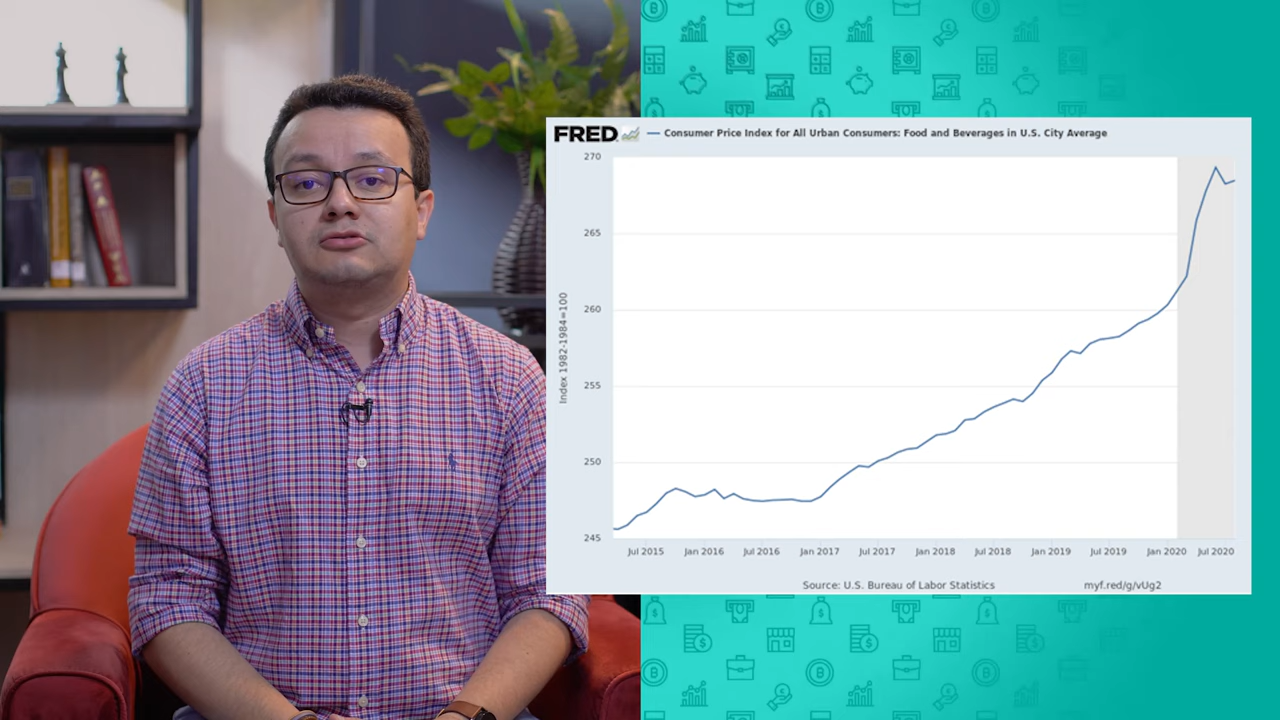 FRED
Consumer Price Index for All Urban Consumers: Food and Beverages in U.S. City Average
270
265
260
255
250
245
Index 1982-1984=100
Jul 2015
Jan 2016
Jul 2016
Jan 2017
Jul 2017
Jan 2018
Jul 2018
Jan 2019
Jul 2019
Jan 2020
Jul 2020
Source: U.S. Bureau of Labor Statistics
myf.red/g/vUg2